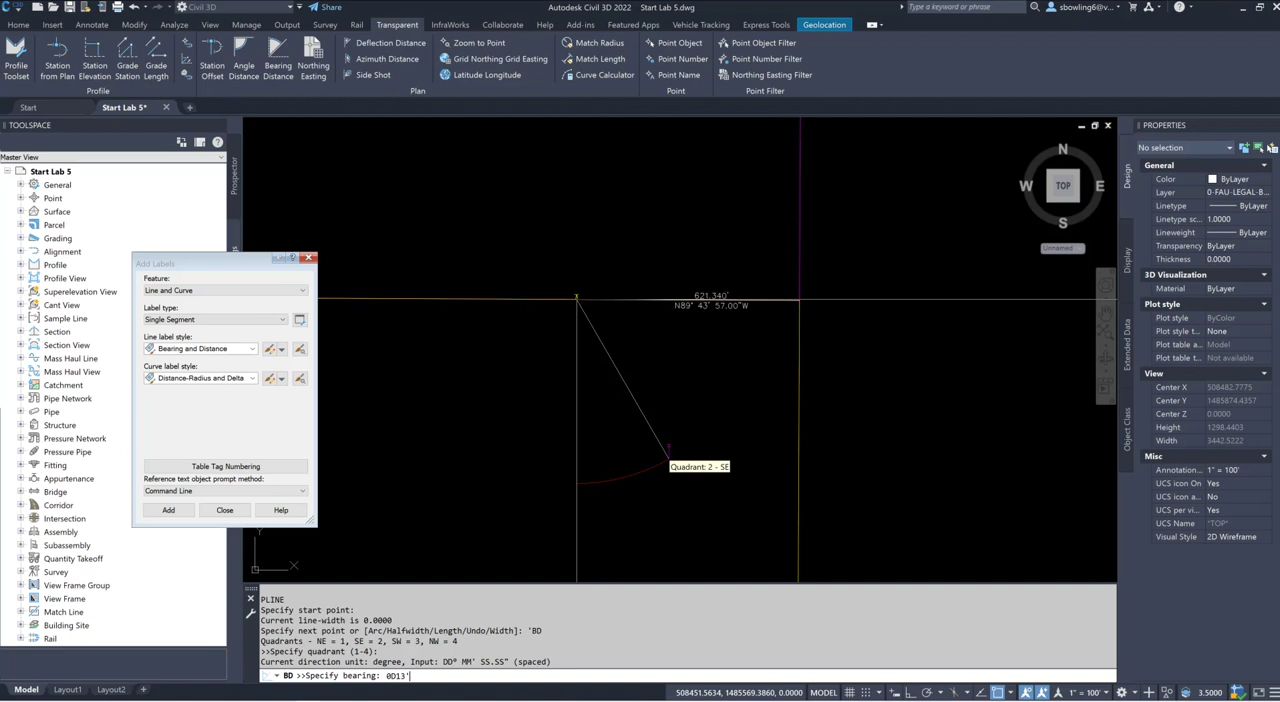 Civil 3D
Share
Autodesk Civil 3D 2022 Start Lab 5.dwg
Type a keyword or phrase
sbowling6@v...
Home Insert Annotate Modify Analyze View Manage Output Survey Rail Transparent InfraWorks Collaborate Help Add-ins Featured Apps Vehicle Tracking Express Tools Geolocation
Profile Toolset
Station from Plan
Station Elevation
Grade Station
Grade Length
Station Offset
Angle Distance
Bearing Distance
Northing Easting
Deflection Distance
Azimuth Distance
Side Shot
Zoom to Point
Grid Northing Grid Easting
Latitude Longitude
Match Radius
Match Length
Curve Calculator
Point Object
Point Number
Point Name
Point Object Filter
Point Number Filter
Northing Easting Filter
Profile
Plan
Point
Point Filter
Start
Start Lab 5*
TOOLSPACE
Master View
Start Lab 5
General
Point
Surface
Parcel
Grading
Alignment
Profile
Profile View
Superelevation View
Cant View
Sample Line
Section
Section View
Mass Haul Line
Mass Haul View
Catchment
Pipe Network
Pipe
Structure
Pressure Network
Pressure Pipe
Fitting
Appurtenance
Bridge
Corridor
Intersection
Assembly
Subassembly
Quantity Takeoff
Survey
View Frame Group
View Frame
Match Line
Building Site
Rail
Prospector
Add Labels
Feature:
Line and Curve
Label type:
Single Segment
Line label style:
Bearing and Distance
Curve label style:
Distance-Radius and Delta
Table Tag Numbering
Reference text object prompt method:
Command Line
Add
Close
Help
621.340'
N89° 43' 57.00"W
Quadrant: 2 - SE
N
W
TOP
E
S
Unnamed
Y
X
PLINE
Specify start point:
Current line-width is 0.0000
Specify next point or [Arc/Halfwidth/Length/Undo/Width]: 'BD
Quadrants - NE = 1, SE = 2, SW = 3, NW = 4
>>Specify quadrant (1-4):
Current direction unit: degree, Input: DD° MM' SS.SS" (spaced)
BD >>Specify bearing: 0D13'
PROPERTIES
No selection
Design
Display
Extended Data
Object Class
General
Color ByLayer
Layer 0-FAU-LEGAL-B...
Linetype ByLayer
Linetype sc... 1.0000
Lineweight ByLayer
Transparency ByLayer
Thickness 0.0000
3D Visualization
Material ByLayer
Plot style
Plot style ByColor
Plot style t... None
Plot table a... Model
Plot table t... Not available
View
Center X 508482.7775
Center Y 1485874.4357
Center Z 0.0000
Height 1298.4403
Width 3442.5222
Misc
Annotation... 1" = 100'
UCS icon On Yes
UCS icon a... No
UCS per vi... Yes
UCS Name "TOP"
Visual Style 2D Wireframe
Model
Layout1
Layout2
508451.5634, 1485569.3860, 0.0000
MODEL
1" = 100'
3.5000